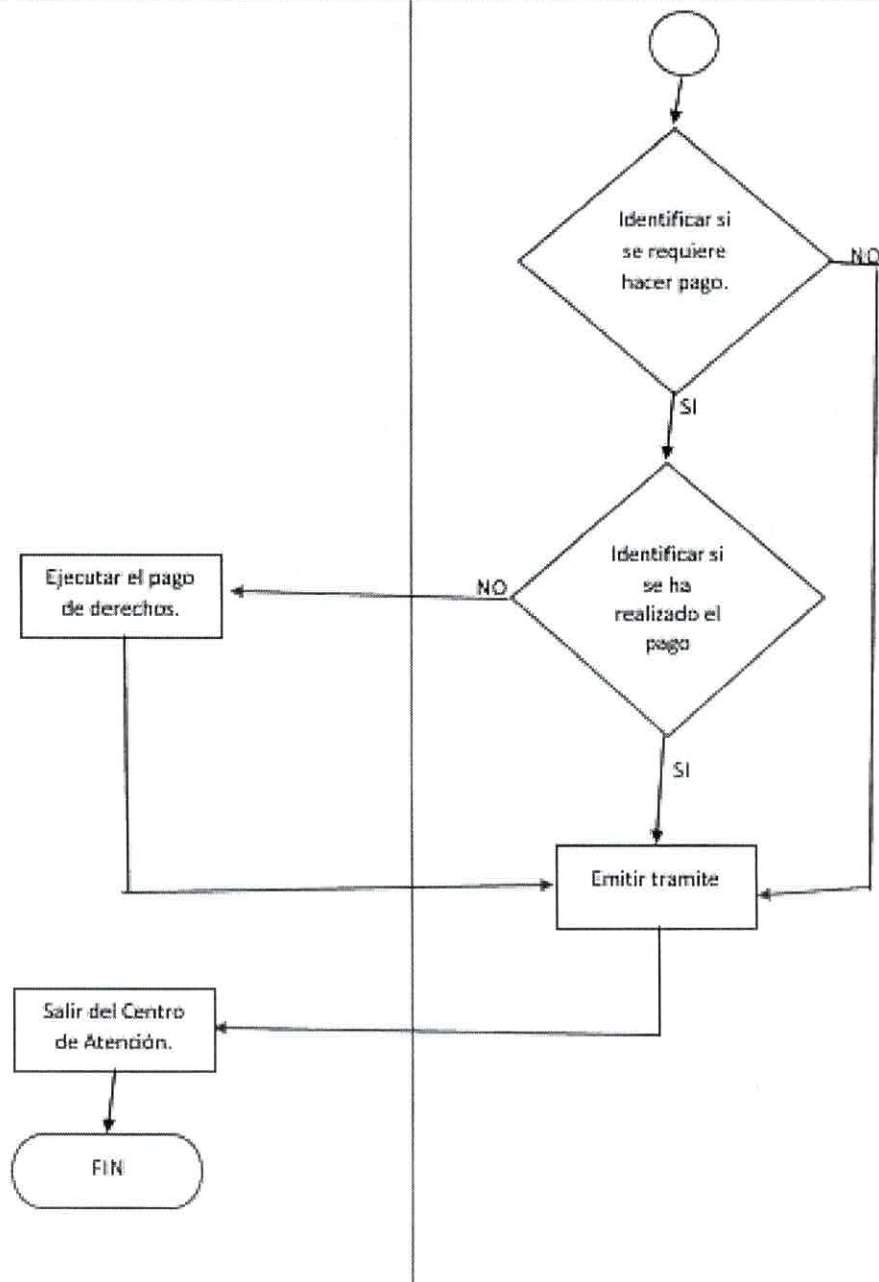 Identificar si
se requiere
hacer pago.
NO
SI
Identificar si
se ha
realizado el
pago
NO
Ejecutar el pago
de derechos.
SI
Emitir tramite
Salir del Centro
de Atención.
FIN